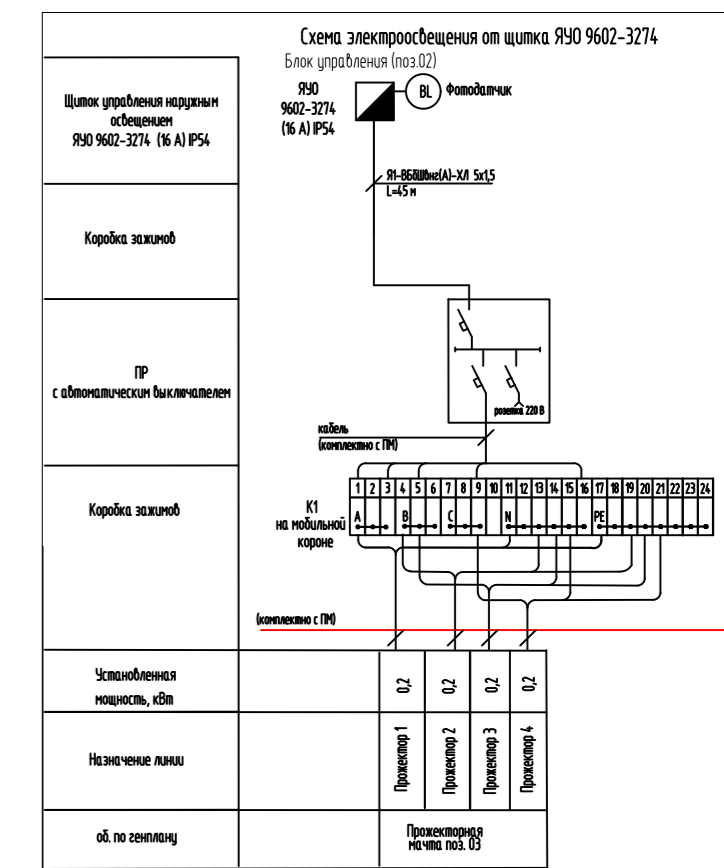 Схема электроосвещения от щитка ЯУО 9602-3274
Блок управления (поз.02)
Щиток управления наружным
освещением
ЯУО 9602-3274 (16 А) IP54
ЯУО
9602-3274
(16 А) IP54
BL
Фотодатчик
Я1-ВБбШвнг(А)-ХЛ 5х1,5
L=45 м
Коробка зажимов
ПР
с автоматическим выключателем
розетка 220 В
кабель
(комплектно с ПМ)
Коробка зажимов
К1
на мобильной
короне
1 2 3 4 5 6 7 8 9 10 11 12 13 14 15 16 17 18 19 20 21 22 23 24
A B C N PE
(комплектно с ПМ)
Установленная
мощность, кВт
0,2 0,2 0,2 0,2
Назначение линии
Прожектор 1
Прожектор 2
Прожектор 3
Прожектор 4
об. по генплану
Прожекторная
мачта поз. 03